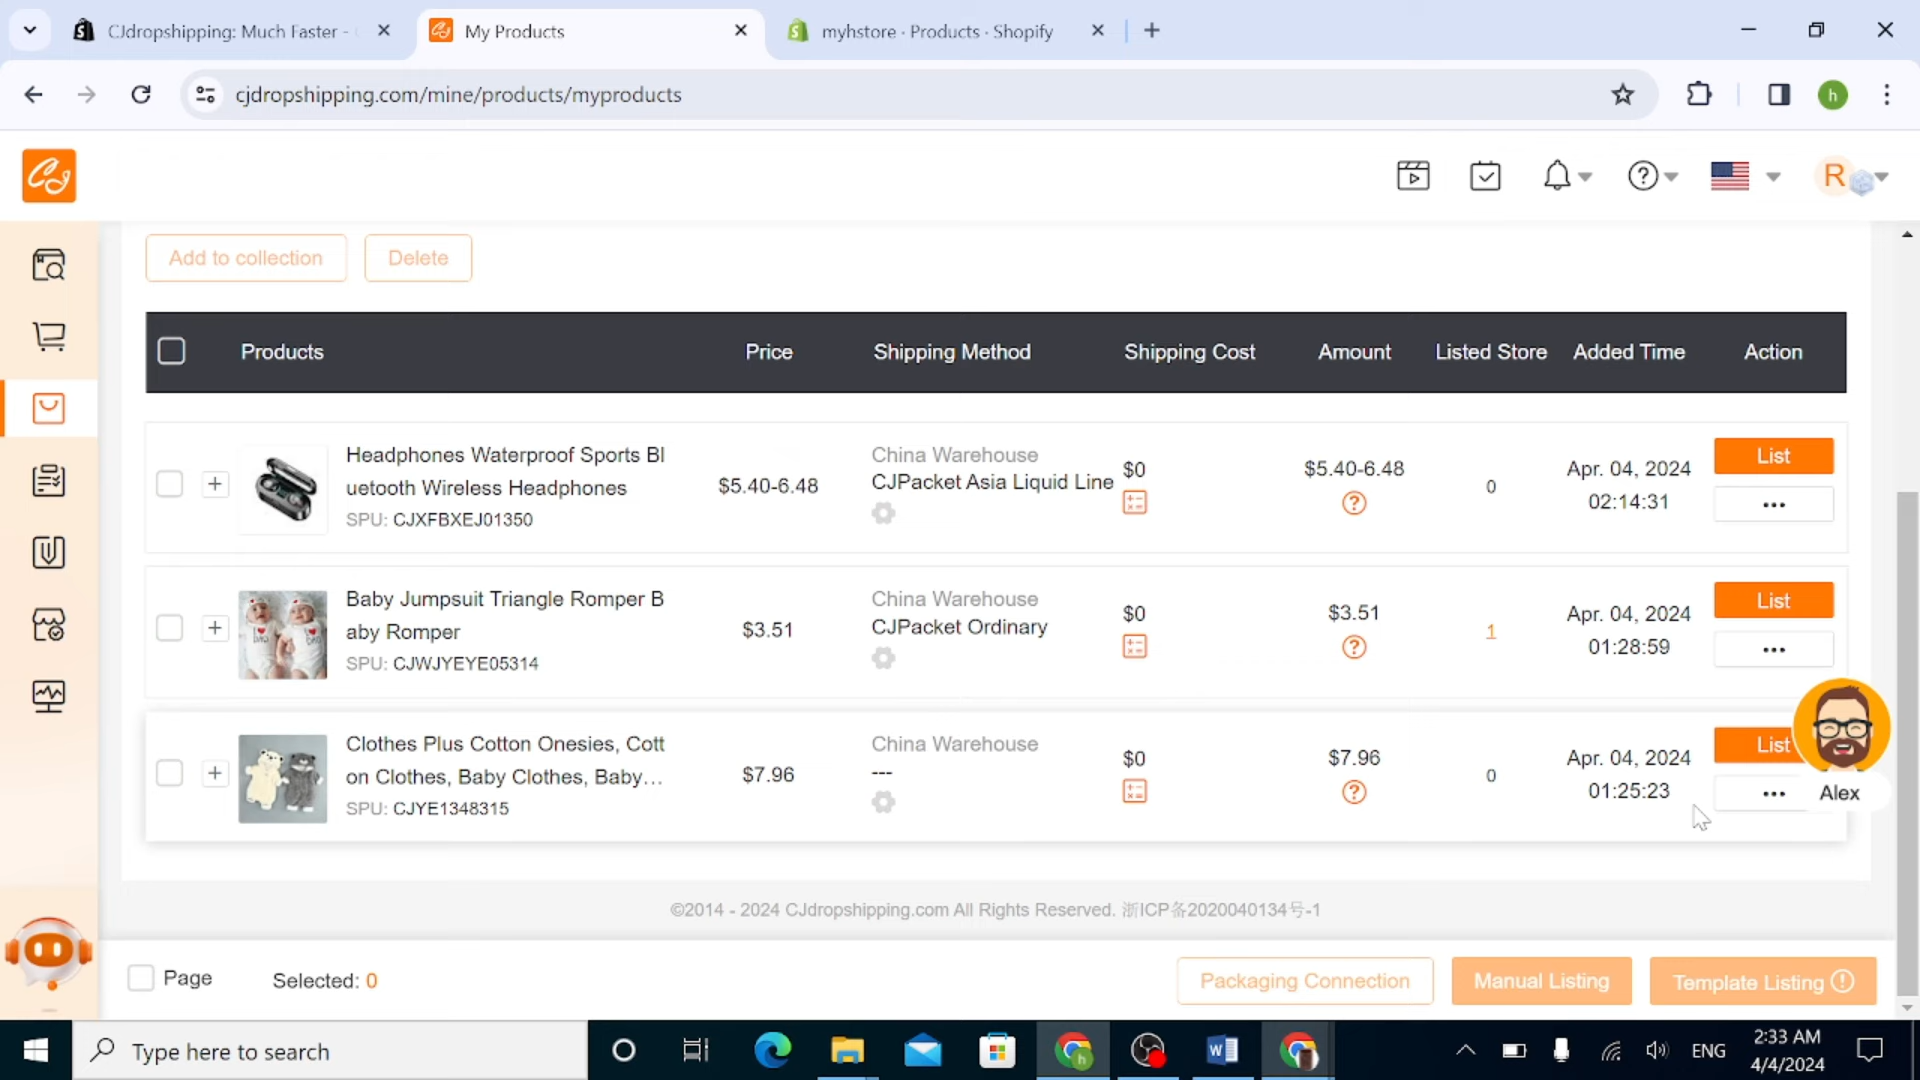 CJdropshipping: Much Faster -
My Products
myhstore · Products · Shopify
cjdropshipping.com/mine/products/myproducts
h
R
Add to collection
Delete
Products
Price
Shipping Method
Shipping Cost
Amount
Listed Store
Added Time
Action
Headphones Waterproof Sports Bl
uetooth Wireless Headphones
SPU: CJXFBXEJ01350
$5.40-6.48
China Warehouse
CJPacket Asia Liquid Line
$0
$5.40-6.48
0
Apr. 04, 2024
02:14:31
List
Baby Jumpsuit Triangle Romper B
aby Romper
SPU: CJWJYEYE05314
$3.51
China Warehouse
CJPacket Ordinary
$0
$3.51
1
Apr. 04, 2024
01:28:59
List
Clothes Plus Cotton Onesies, Cott
on Clothes, Baby Clothes, Baby...
SPU: CJYE1348315
$7.96
China Warehouse
---
$0
$7.96
0
Apr. 04, 2024
01:25:23
List
Alex
©2014 - 2024 CJdropshipping.com All Rights Reserved. 浙ICP备2020040134号-1
Page
Selected: 0
Packaging Connection
Manual Listing
Template Listing
Type here to search
ENG
2:33 AM
4/4/2024